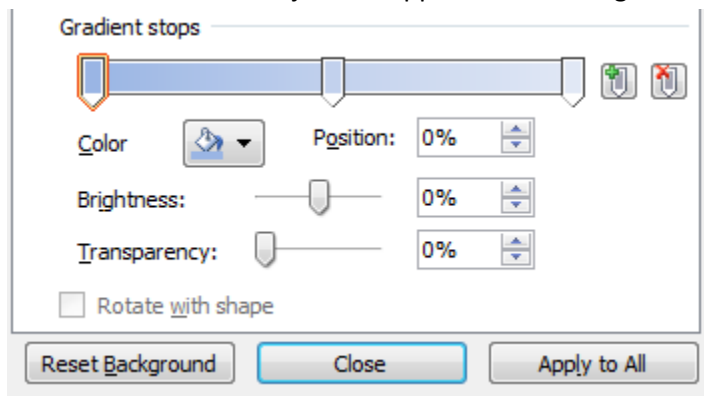 Gradient stops
Color Position: 0%
Brightness: 0%
Transparency: 0%
Rotate with shape
Reset Background Close Apply to All